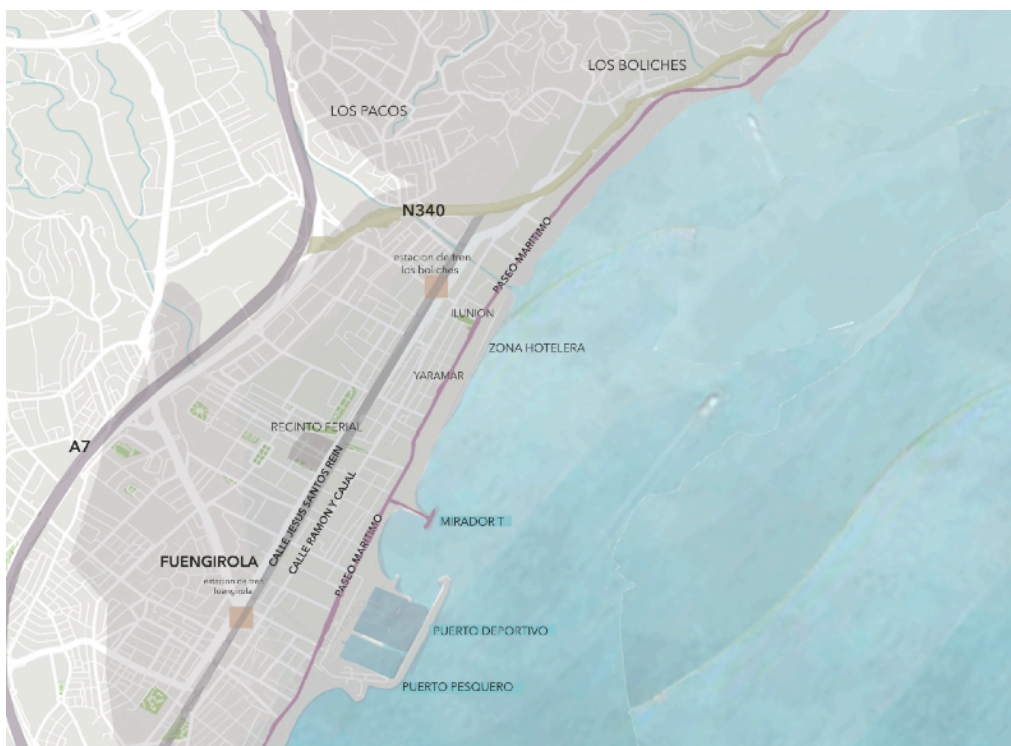 LOS BOLICHES
LOS PACOS
N340
PASEO MARITIMO
estacion de tren
los boliches
ILUNION
ZONA HOTELERA
YARAMAR
RECINTO FERIAL
A7
CALLE JESUS SANTOS REIN
CALLE RAMON Y CAJAL
PASEO MARITIMO
MIRADOR T
FUENGIROLA
estacion de tren
fuengirola
PUERTO DEPORTIVO
PUERTO PESQUERO